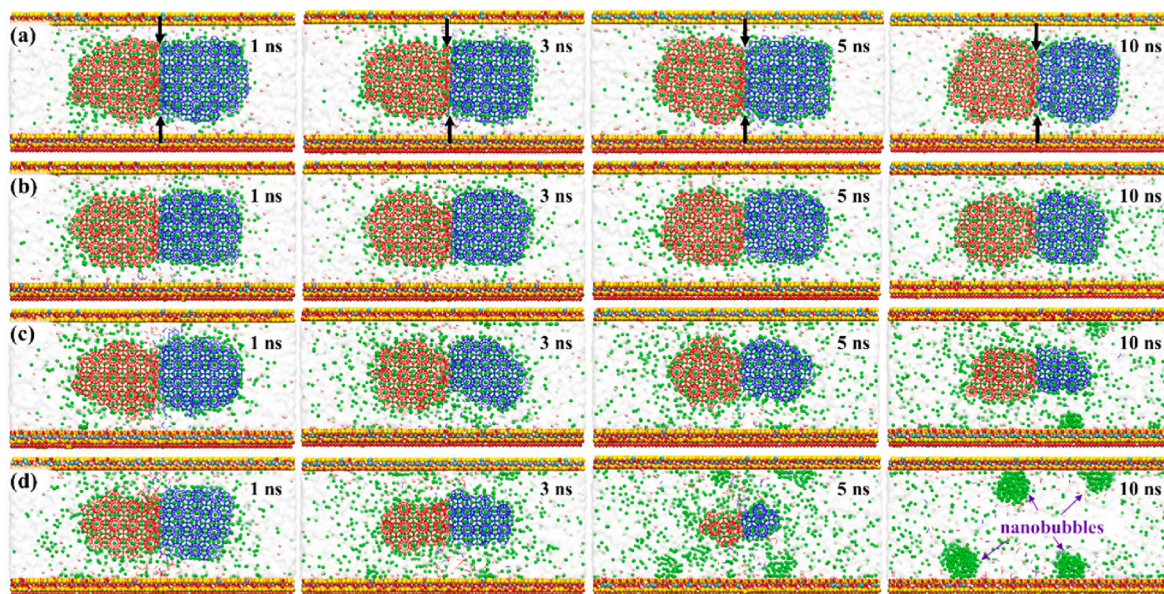 (a) 1 ns 3 ns 5 ns 10 ns
(b) 1 ns 3 ns 5 ns 10 ns
(c) 1 ns 3 ns 5 ns 10 ns
(d) 1 ns 3 ns 5 ns 10 ns
nanobubbles